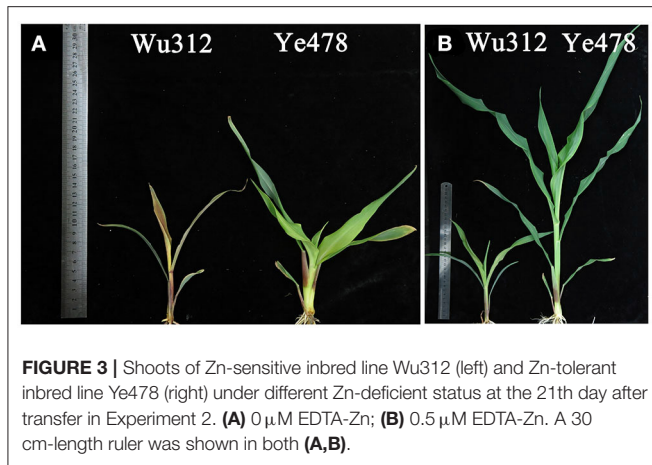 A Wu312 Ye478
B Wu312 Ye478
FIGURE 3 | Shoots of Zn-sensitive inbred line Wu312 (left) and Zn-tolerant
inbred line Ye478 (right) under different Zn-deficient status at the 21th day after
transfer in Experiment 2. (A) 0 μM EDTA-Zn; (B) 0.5 μM EDTA-Zn. A 30
cm-length ruler was shown in both (A,B).